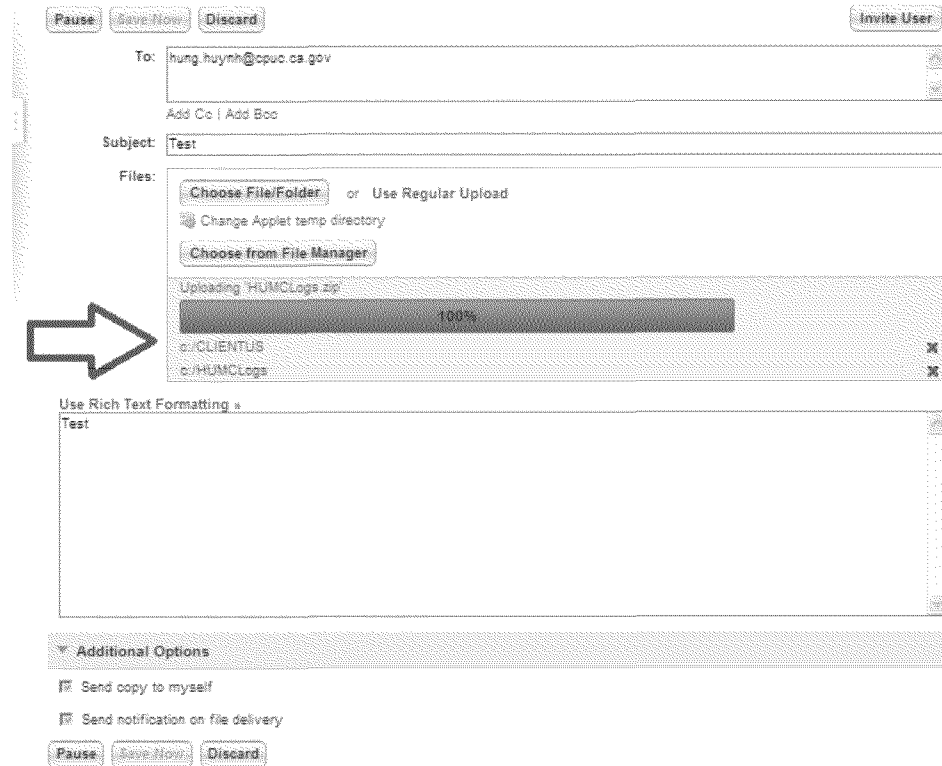 Pause Save Now Discard Invite User
To: hung.huynh@cpuc.ca.gov
Add Cc | Add Bcc
Subject: Test
Files:
Choose File/Folder or Use Regular Upload
Change Applet temp directory
Choose from File Manager
Uploading 'HUMCLogs.zip'
100%
c:/CLIENTUS
c:/HUMCLogs
Use Rich Text Formatting »
Test
Additional Options
Send copy to myself
Send notification on file delivery
Pause Save Now Discard